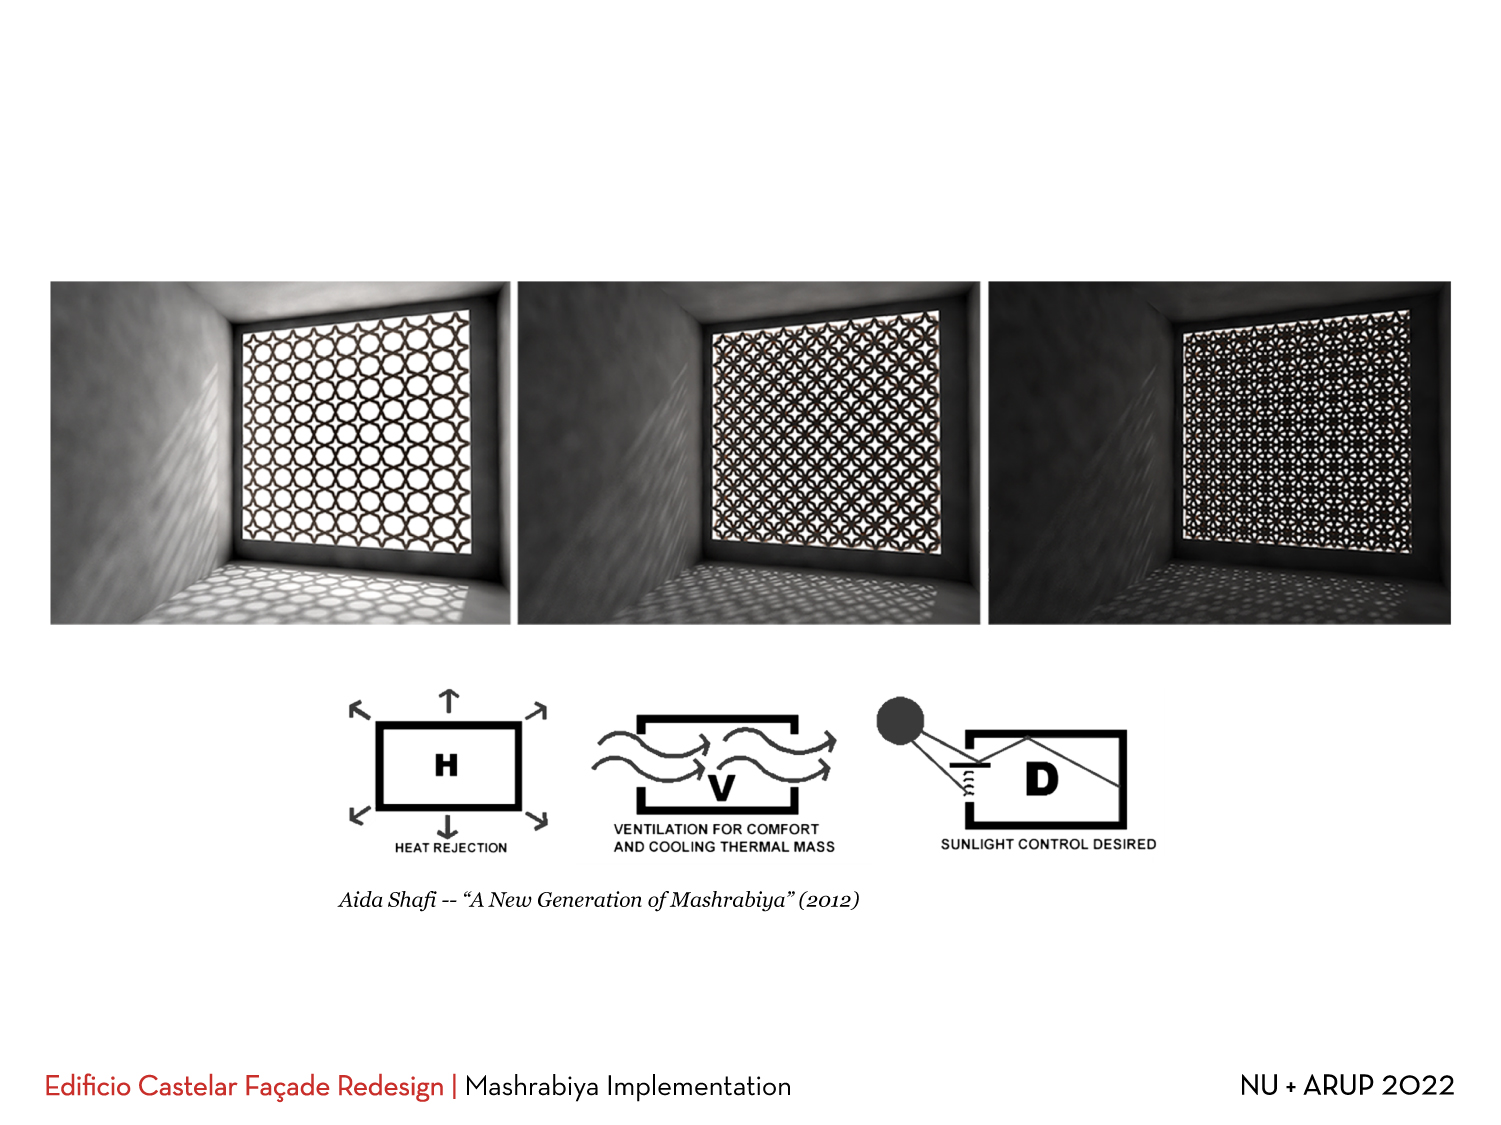 H
V
D
HEAT REJECTION
VENTILATION FOR COMFORT
AND COOLING THERMAL MASS
SUNLIGHT CONTROL DESIRED
Aida Shafi -- “A New Generation of Mashrabiya” (2012)
Edificio Castelar Façade Redesign | Mashrabiya Implementation
NU + ARUP 2022